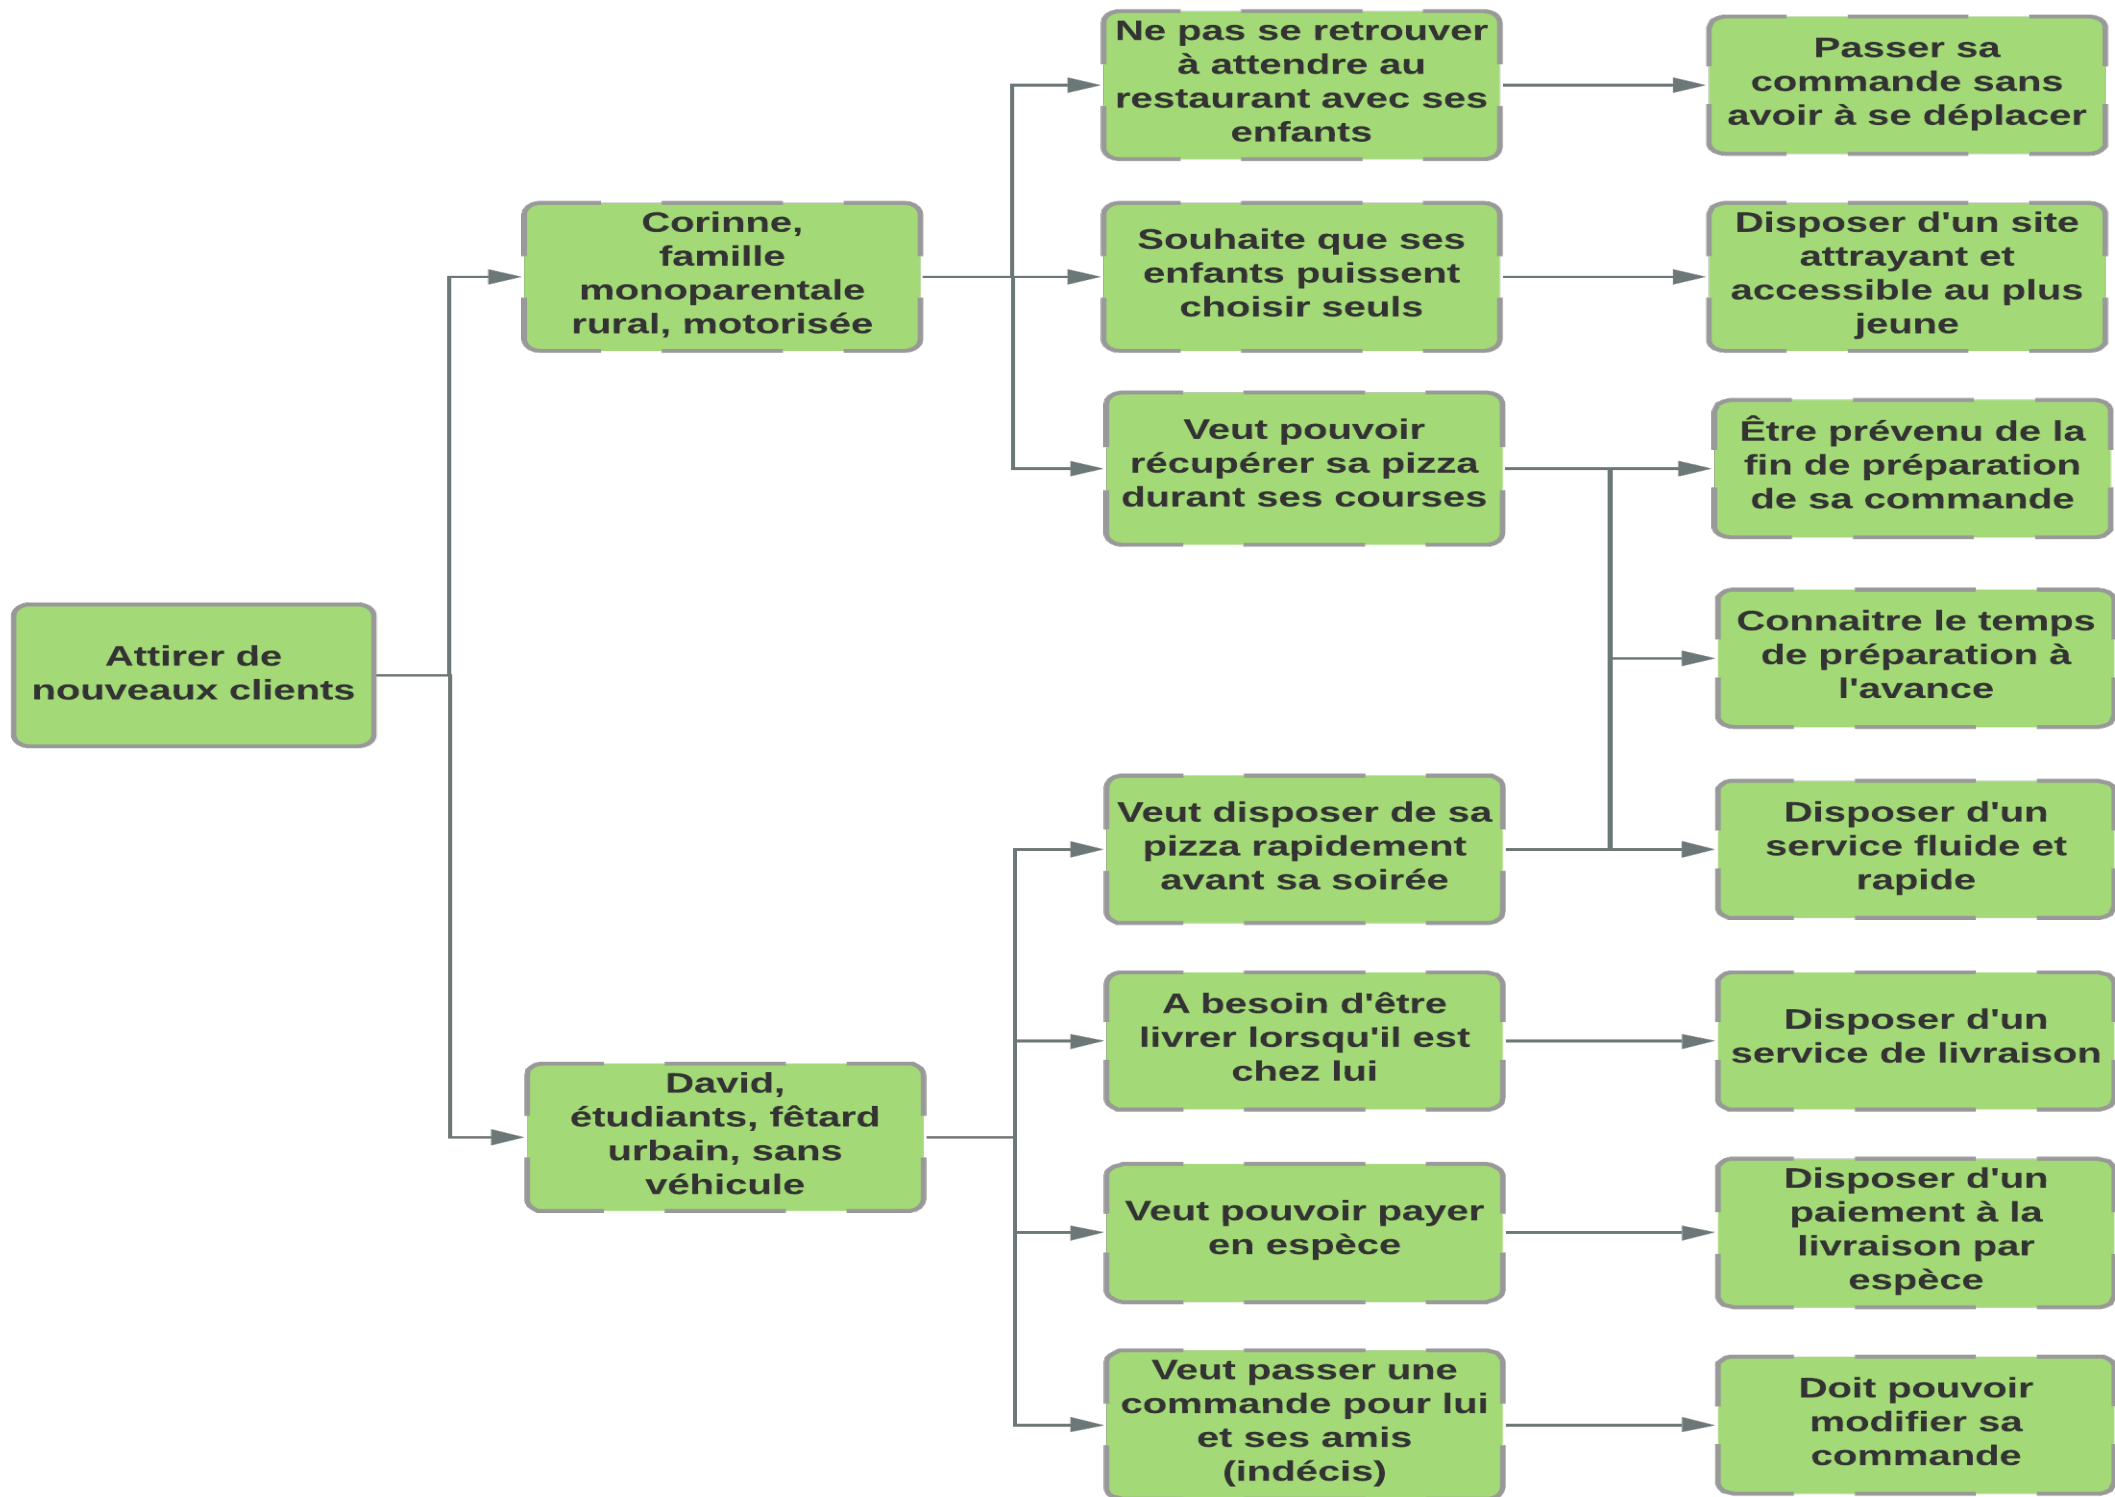 Attirer de
nouveaux clients
Corinne,
famille
monoparentale
rural, motorisée
David,
étudiants, fêtard
urbain, sans
véhicule
Ne pas se retrouver
à attendre au
restaurant avec ses
enfants
Souhaite que ses
enfants puissent
choisir seuls
Veut pouvoir
récupérer sa pizza
durant ses courses
Veut disposer de sa
pizza rapidement
avant sa soirée
A besoin d'être
livrer lorsqu'il est
chez lui
Veut pouvoir payer
en espèce
Veut passer une
commande pour lui
et ses amis
(indécis)
Passer sa
commande sans
avoir à se déplacer
Disposer d'un site
attrayant et
accessible au plus
jeune
Être prévenu de la
fin de préparation
de sa commande
Connaitre le temps
de préparation à
l'avance
Disposer d'un
service fluide et
rapide
Disposer d'un
service de livraison
Disposer d'un
paiement à la
livraison par
espèce
Doit pouvoir
modifier sa
commande